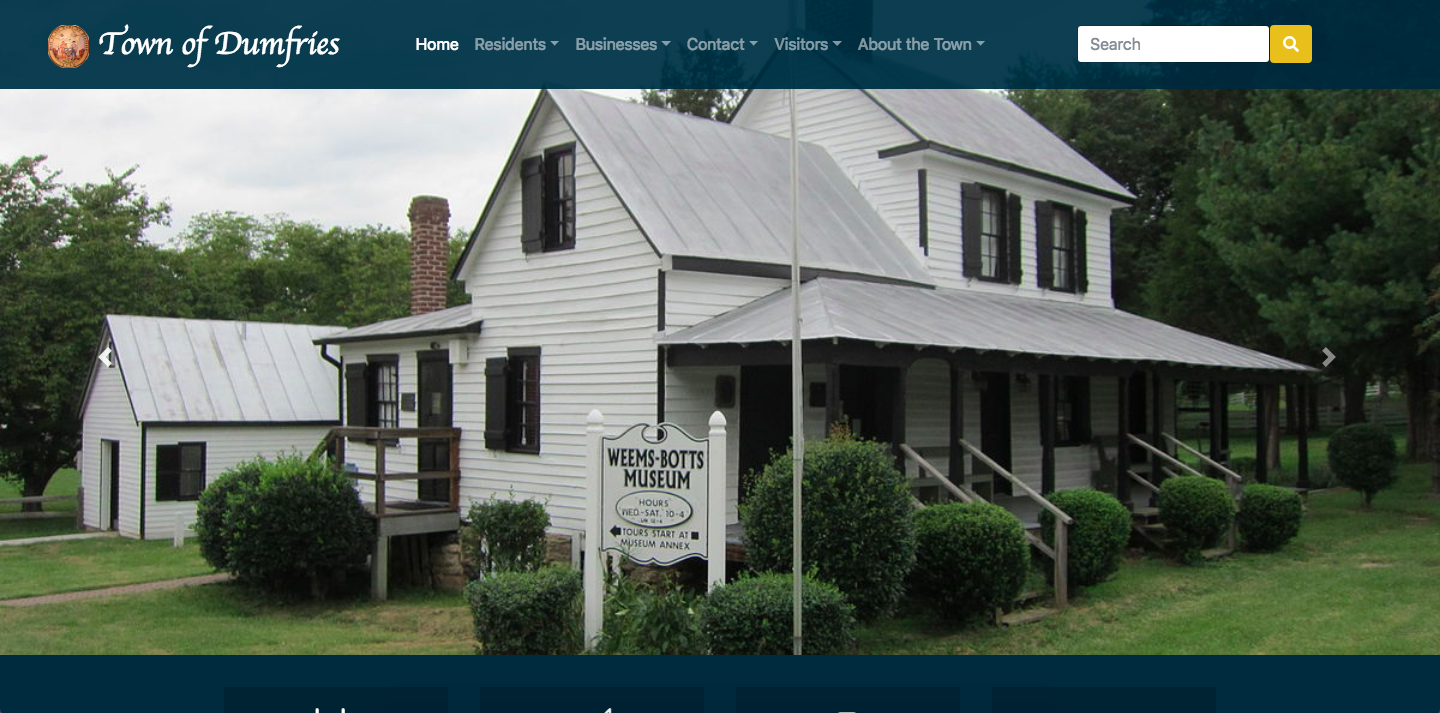 Town of Dumfries
Home Residents Businesses Contact Visitors About the Town
Search
WEEMS-BOTTS
MUSEUM
HOURS
WED.-SAT. 10-4
TOURS START AT
MUSEUM ANNEX